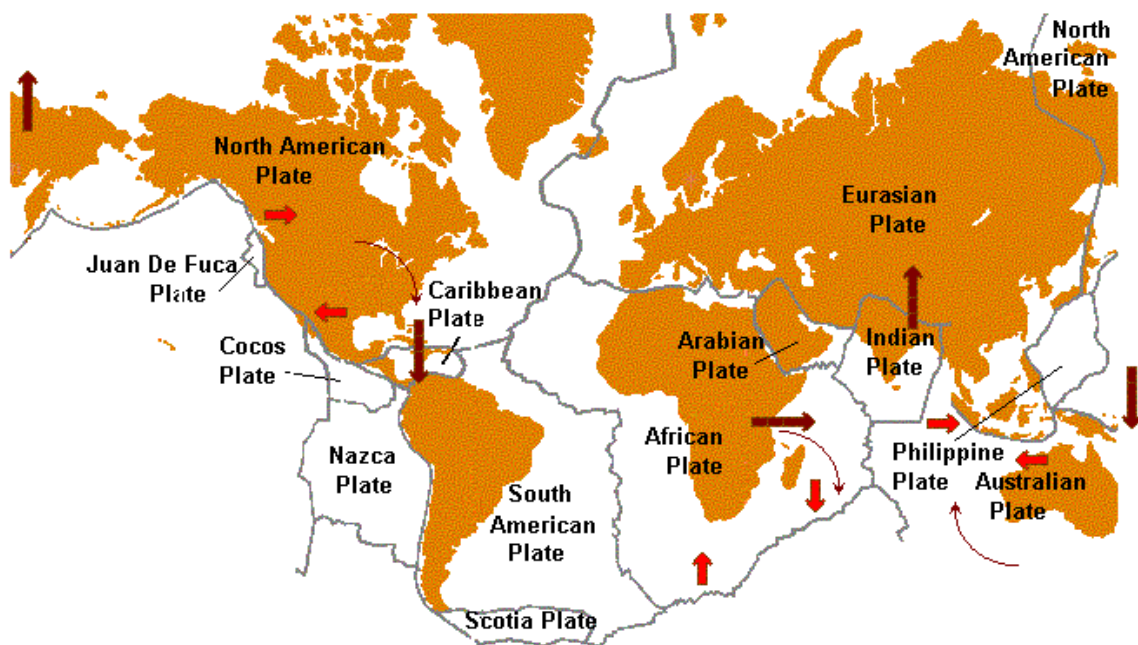 North
American
Plate
North American
Plate
Eurasian
Plate
Juan De Fuca
Plate
Caribbean
Plate
Arabian
Plate
Indian
Plate
Cocos
Plate
African
Plate
Nazca
Plate
Philippine
Plate
Australian
Plate
South
American
Plate
Scotia Plate